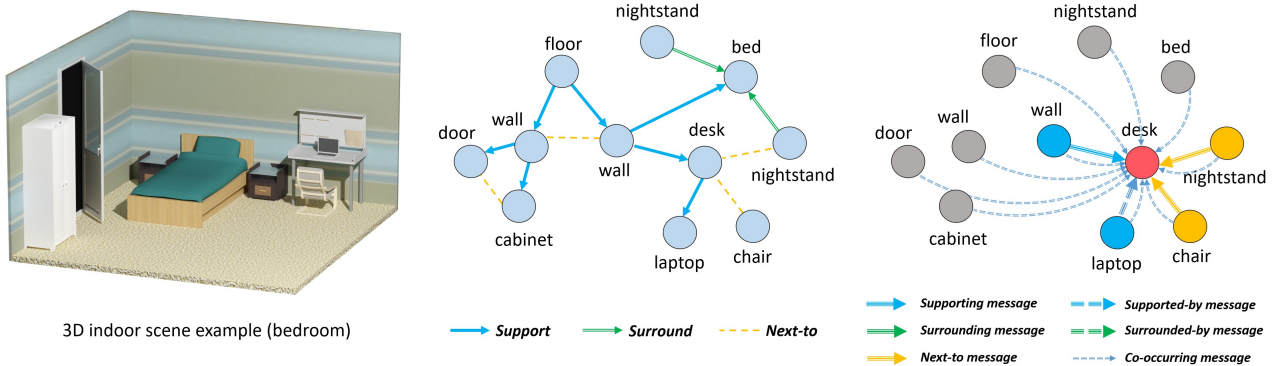 nightstand
floor
bed
door
wall
wall
desk
nightstand
cabinet
laptop
chair
nightstand
floor
bed
wall
desk
door
wall
nightstand
cabinet
laptop
chair
3D indoor scene example (bedroom)
Support
Surround
Next-to
Supporting message
Supported-by message
Surrounding message
Surrounded-by message
Next-to message
Co-occurring message